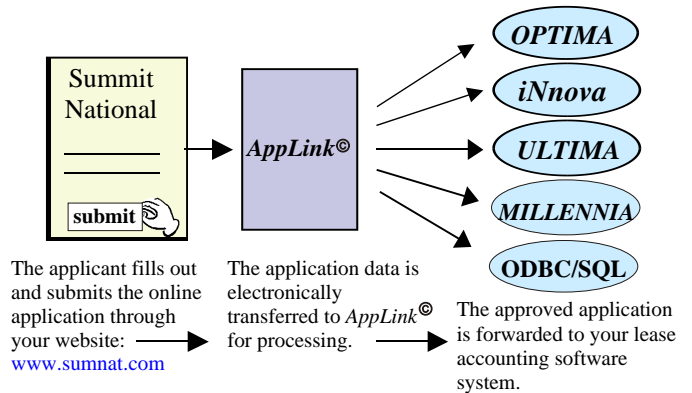 Summit
National
submit
AppLink©
OPTIMA
iNnova
ULTIMA
MILLENNIA
ODBC/SQL
The applicant fills out
and submits the online
application through
your website:
www.sumnat.com
The application data is
electronically
transferred to AppLink©
for processing.
The approved application
is forwarded to your lease
accounting software
system.